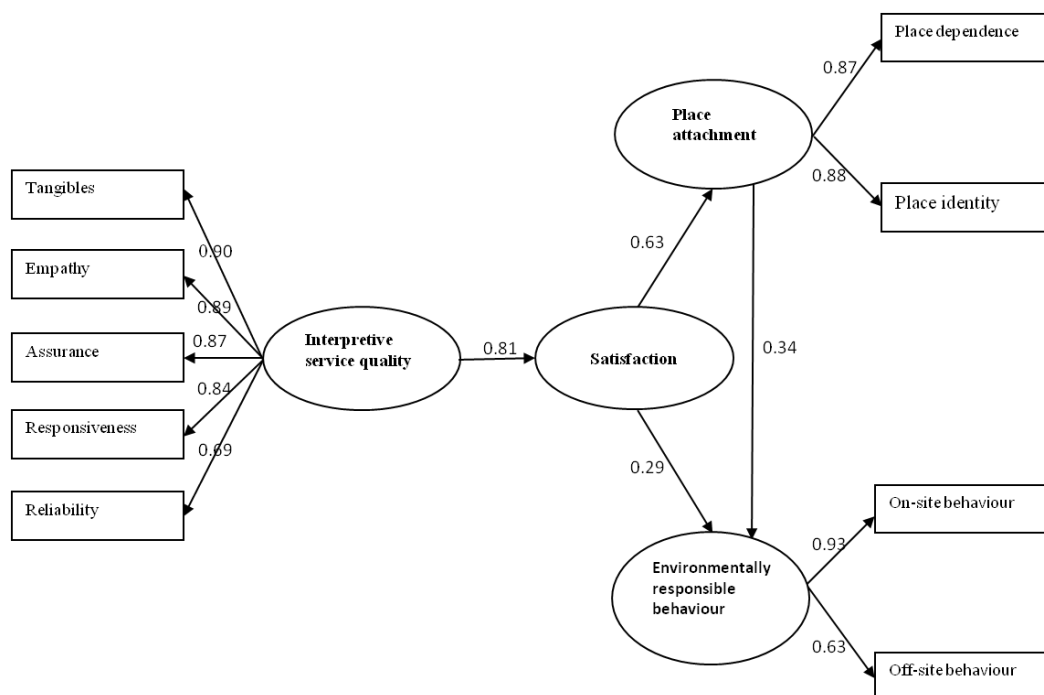 Place dependence
0.87
Place
attachment
0.88
Place identity
Tangibles
0.90
Empathy
0.89
0.63
Assurance
0.87
Interpretive
service quality
0.81
Satisfaction
0.34
0.84
Responsiveness
0.69
0.29
Reliability
On-site behaviour
0.93
Environmentally
responsible
behaviour
0.63
Off-site behaviour